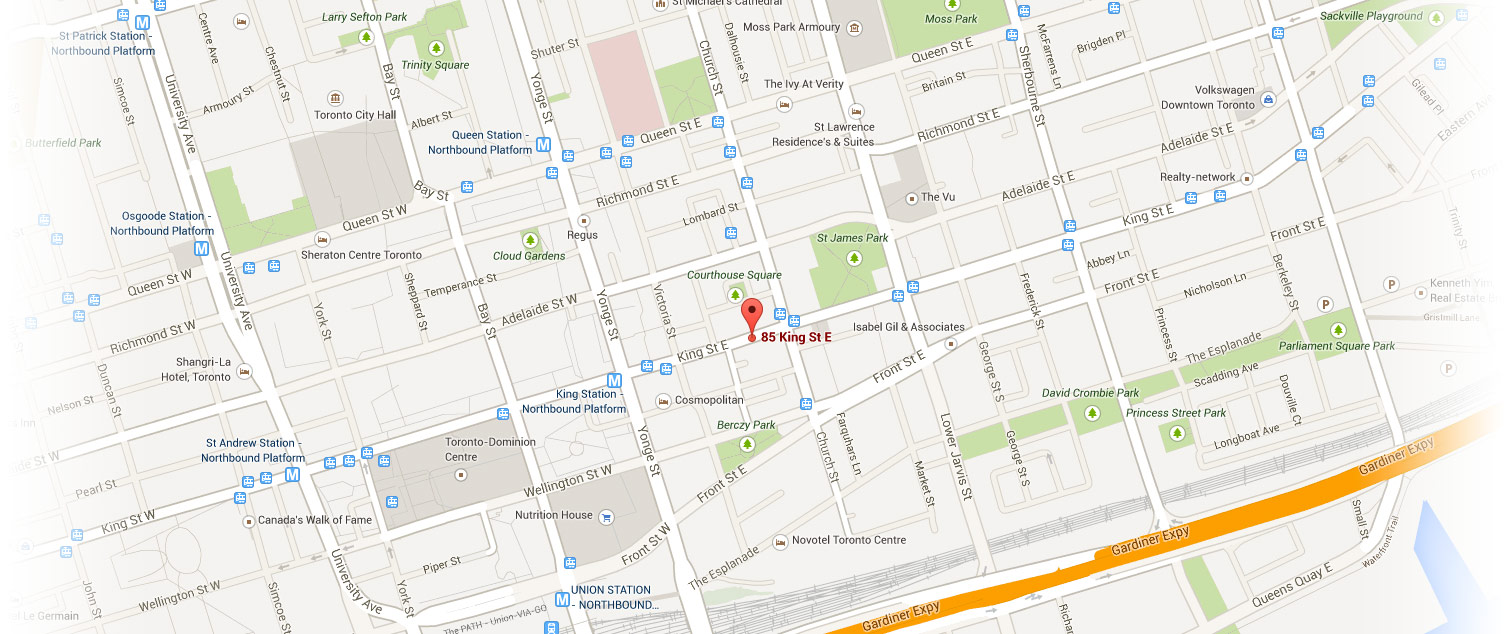 St Patrick Station -
Northbound Platform
Larry Sefton Park
Trinity Square
Centre Ave
Chestnut St
Simcoe St
University Ave
Armoury St
Toronto City Hall
Bay St
Albert St
Shuter St
Yonge St
St Michael's Cathedral
Church St
Dalhousie St
Moss Park Armoury
Moss Park
Queen St E
Britain St
Sherbourne St
McFarrens Ln
Brigden Pl
Sackville Playground
The Ivy At Verity
St Lawrence
Residence's & Suites
Richmond St E
Volkswagen
Downtown Toronto
Adelaide St E
Gilead Pl
Eastern Ave
Butterfield Park
Queen Station -
Northbound Platform
Queen St E
Richmond St E
Lombard St
Bay St
Queen St W
Osgoode Station -
Northbound Platform
Sheraton Centre Toronto
Regus
Cloud Gardens
The Vu
Adelaide St E
Realty-network
King St E
Front St E
Trinity St
St James Park
Courthouse Square
Abbey Ln
Front St E
Nicholson Ln
Berkeley St
Kenneth Yim
Real Estate
Gristmill Lane
Queen St W
University Ave
Sheppard St
Temperance St
Adelaide St W
Yonge St
Victoria St
York St
Bay St
Richmond St W
85 King St E
King St E
Isabel Gil & Associates
Frederick St
Princess St
The Esplanade
Parliament Square Park
Shangri-La
Hotel, Toronto
Duncan St
Nelson St
King Station -
Northbound Platform
Cosmopolitan
Front St E
George St S
Scadding Ave
Douville Ct
David Crombie Park
Princess Street Park
Longboat Ave
Berczy Park
Church St
Farquhars Ln
Lower Jarvis St
George St S
Market St
St Andrew Station -
Northbound Platform
Toronto-Dominion
Centre
Yonge St
Wellington St W
Front St E
Pearl St
King St W
Canada's Walk of Fame
Nutrition House
Front St W
Novotel Toronto Centre
Gardiner Expy
Gardiner Expy
Small St
Waterfront Trail
Piper St
The Esplanade
UNION STATION
- NORTHBOUND...
University Ave
York St
Wellington St W
Simcoe St
John St
Le Germain
The PATH - Union-VIA-GO
Gardiner Expy
Queens Quay E